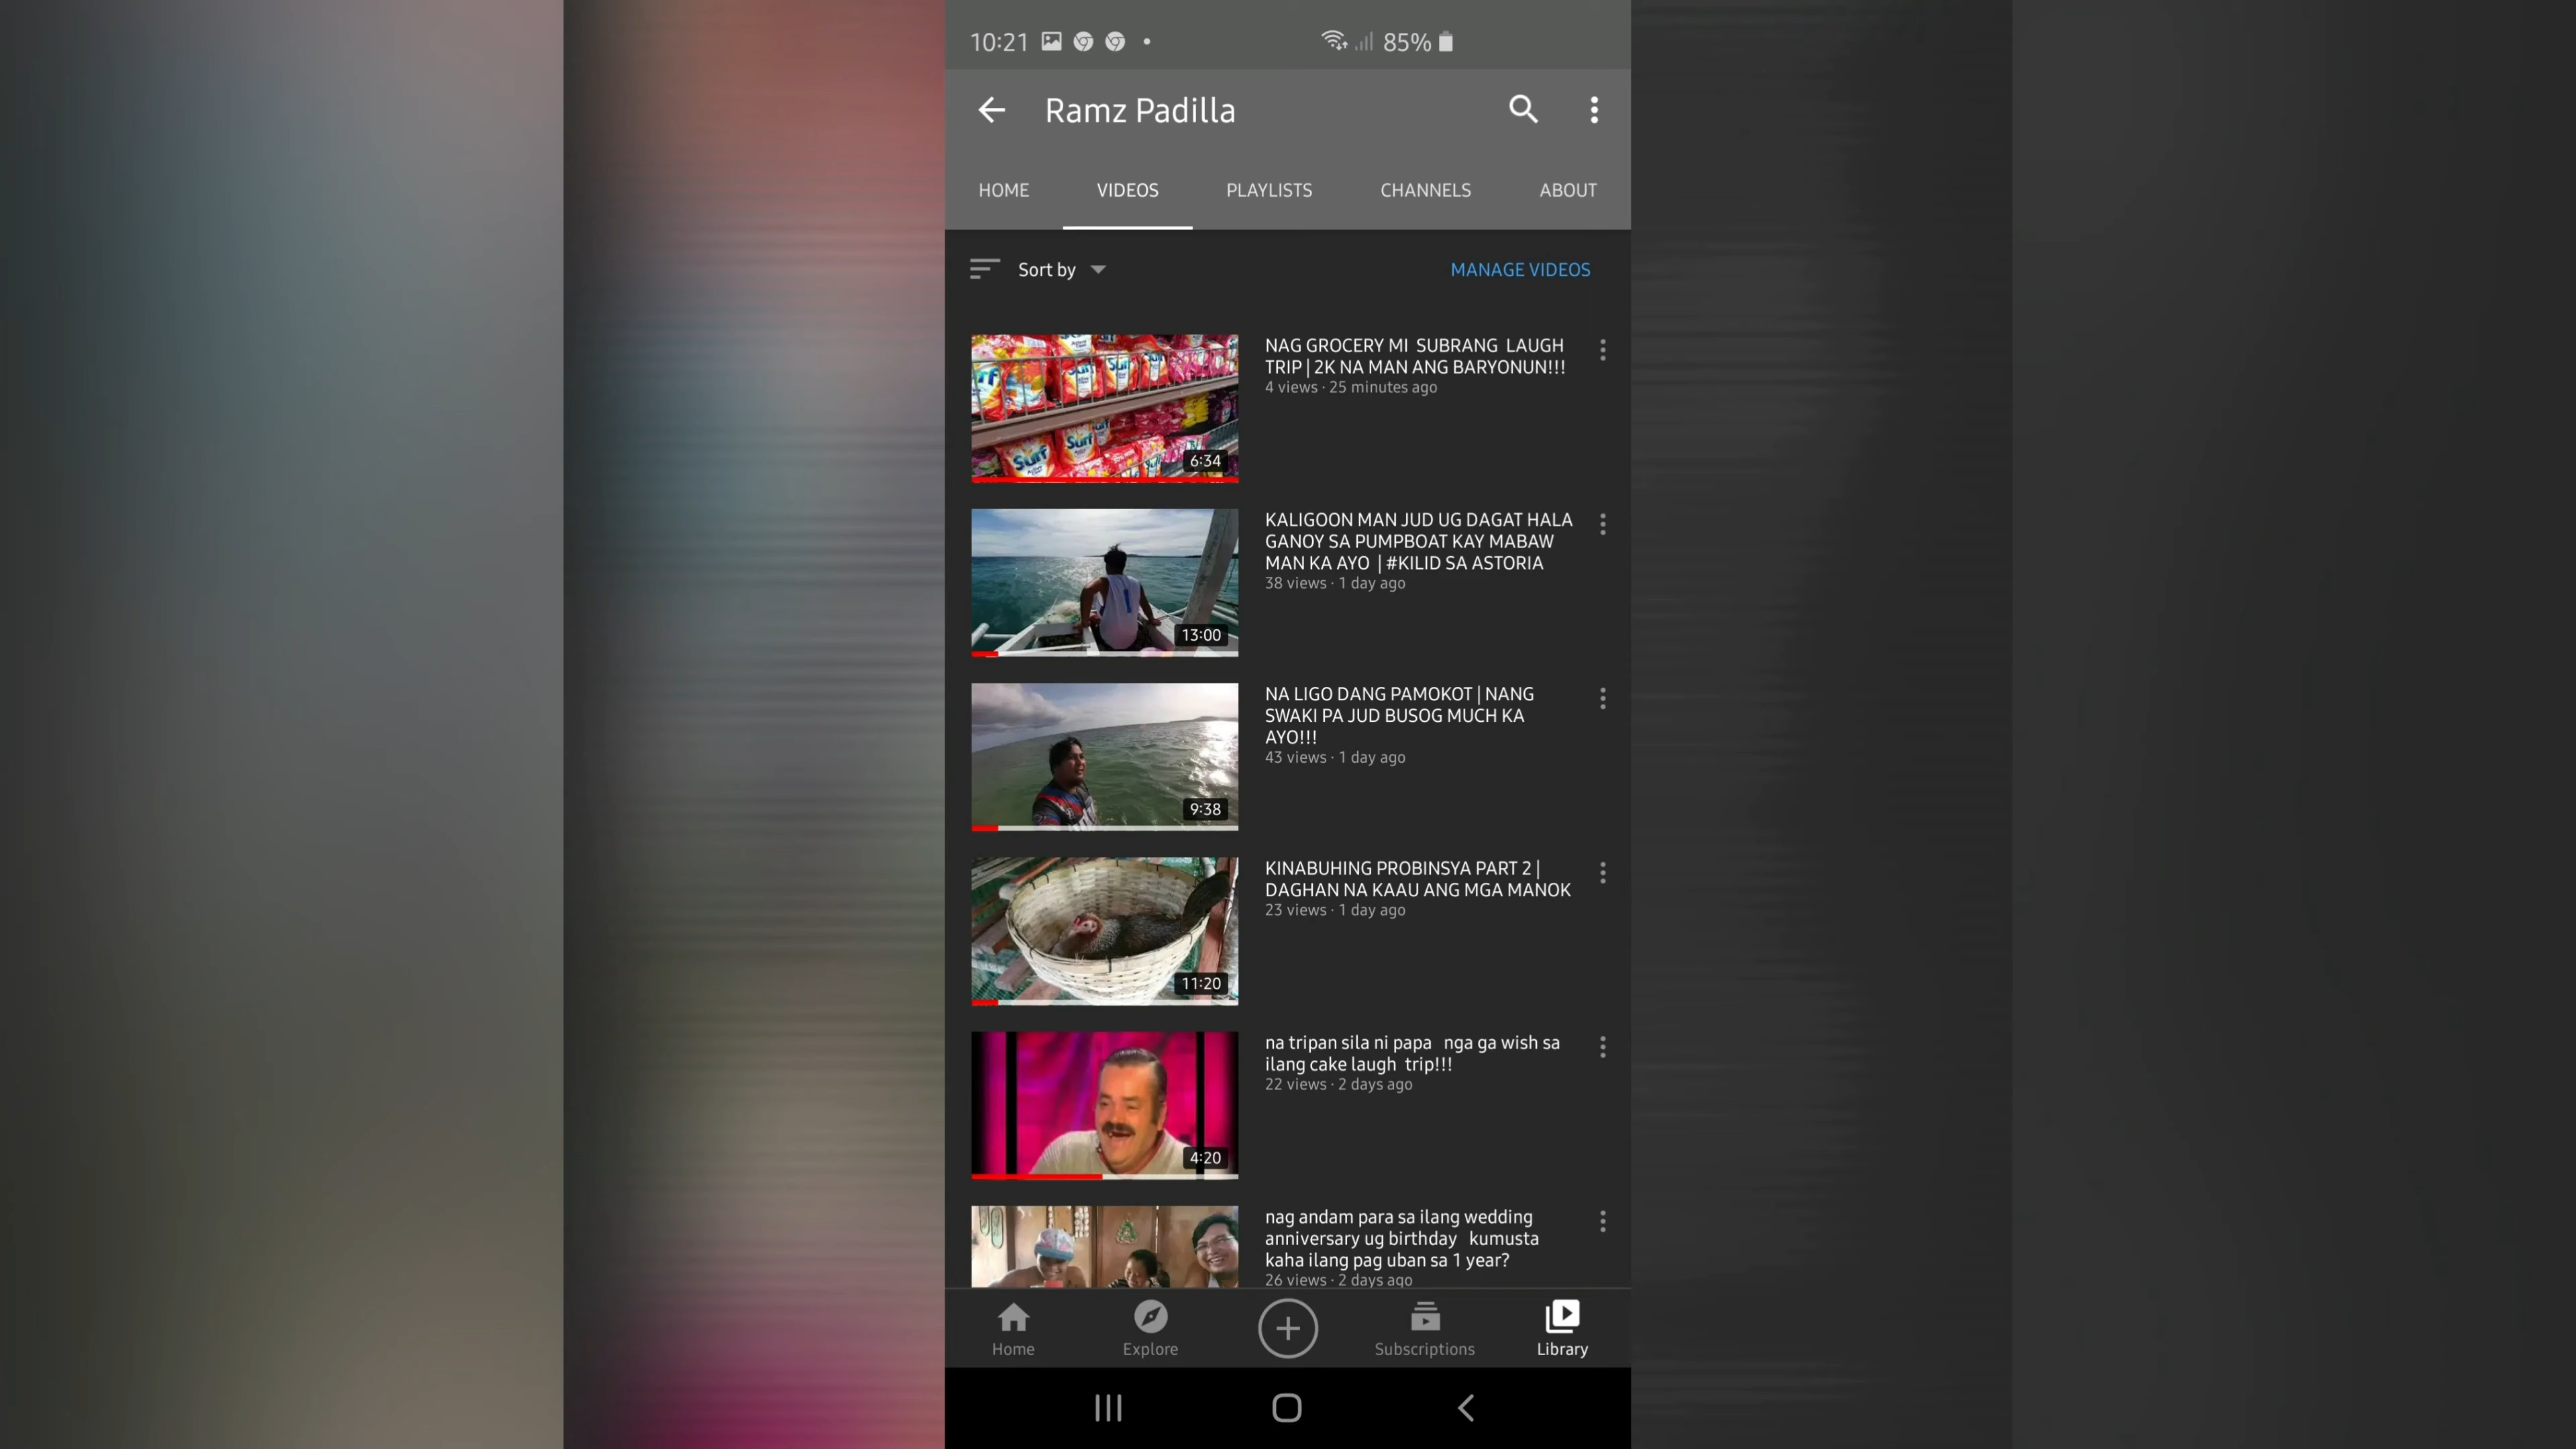 10:21 85%
Ramz Padilla
HOME VIDEOS PLAYLISTS CHANNELS ABOUT
Sort by MANAGE VIDEOS
NAG GROCERY MI SUBRANG LAUGH
TRIP | 2K NA MAN ANG BARYONUN!!!
4 views · 25 minutes ago
Surf
Surf
Surf
Surf
6:34
KALIGOON MAN JUD UG DAGAT HALA
GANOY SA PUMPBOAT KAY MABAW
MAN KA AYO | #KILID SA ASTORIA
38 views · 1 day ago
13:00
NA LIGO DANG PAMOKOT | NANG
SWAKI PA JUD BUSOG MUCH KA
AYO!!!
43 views · 1 day ago
9:38
KINABUHING PROBINSYA PART 2 |
DAGHAN NA KAAU ANG MGA MANOK
23 views · 1 day ago
11:20
na tripan sila ni papa nga ga wish sa
ilang cake laugh trip!!!
22 views · 2 days ago
4:20
nag andam para sa ilang wedding
anniversary ug birthday kumusta
kaha ilang pag uban sa 1 year?
26 views · 2 days ago
Home Explore Subscriptions Library